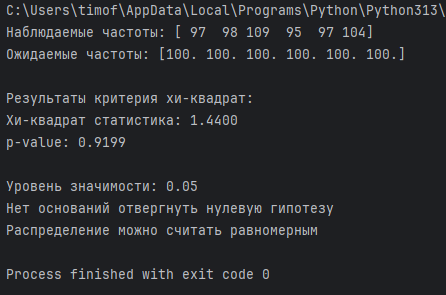 C:\Users\timof\AppData\Local\Programs\Python\Python313\
Наблюдаемые частоты: [ 97  98 109  95  97 104]
Ожидаемые частоты: [100. 100. 100. 100. 100. 100.]
Результаты критерия хи-квадрат:
Хи-квадрат статистика: 1.4400
p-value: 0.9199
Уровень значимости: 0.05
Нет оснований отвергнуть нулевую гипотезу
Распределение можно считать равномерным
Process finished with exit code 0